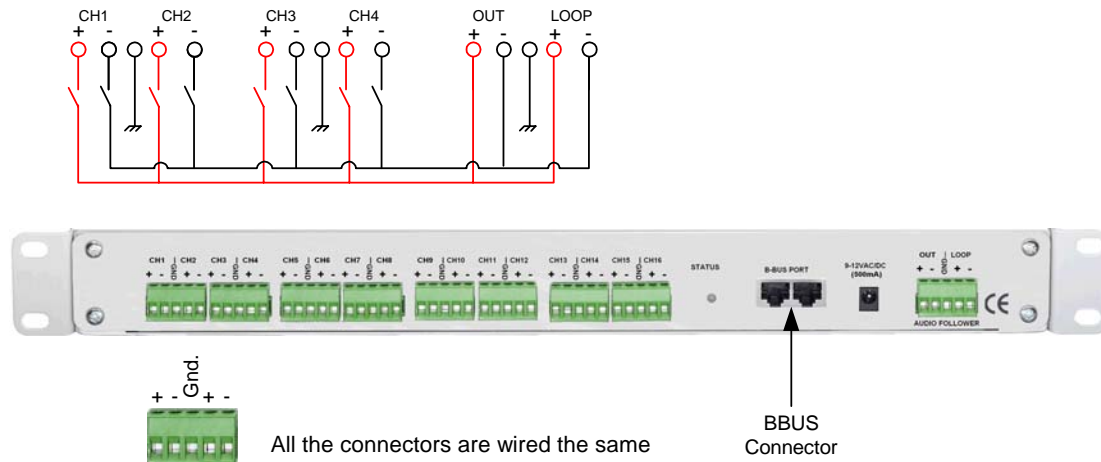 CH1 CH2 CH3 CH4 OUT LOOP
+ - + - + - + - + - + -
CH1 | CH2 CH3 | CH4 CH5 | CH6 CH7 | CH8 CH9 | CH10 CH11 | CH12 CH13 | CH14 CH15 | CH16
+ - GND + - + - GND + - + - GND + - + - GND + - + - GND + - + - GND + - + - GND + - + - GND + -
STATUS
B-BUS PORT
9-12VAC/DC
(500mA)
OUT | LOOP
+ - GND + -
AUDIO FOLLOWER
CE
+ - Gnd. + -
All the connectors are wired the same
BBUS
Connector